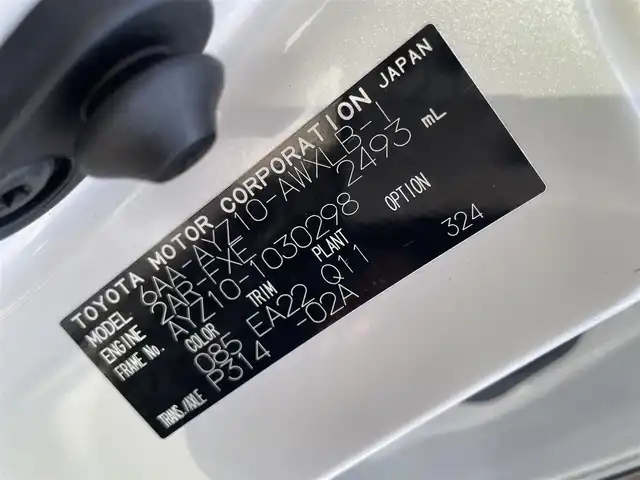 TOYOTA MOTOR CORPORATION JAPAN
MODEL 6AA-AYZ10-AWXLB-1
ENGINE 2AR-FXE 2493 mL
FRAME No. AYZ10-1030298
COLOR TRIM PLANT OPTION
085 EA22 Q11 324
TRANS./AXLE P314 -02A